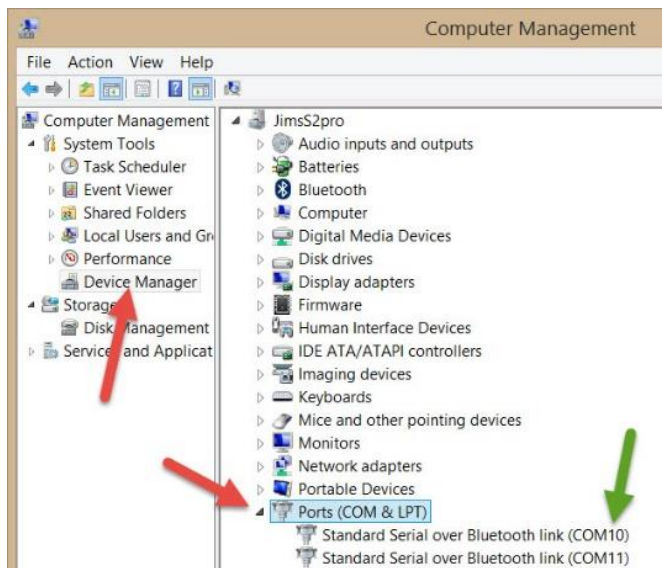 Computer Management
File Action View Help
Computer Management
System Tools
Task Scheduler
Event Viewer
Shared Folders
Local Users and Gr
Performance
Device Manager
Storage
Disk Management
Services and Applicat
JimsS2pro
Audio inputs and outputs
Batteries
Bluetooth
Computer
Digital Media Devices
Disk drives
Display adapters
Firmware
Human Interface Devices
IDE ATA/ATAPI controllers
Imaging devices
Keyboards
Mice and other pointing devices
Monitors
Network adapters
Portable Devices
Ports (COM & LPT)
Standard Serial over Bluetooth link (COM10)
Standard Serial over Bluetooth link (COM11)